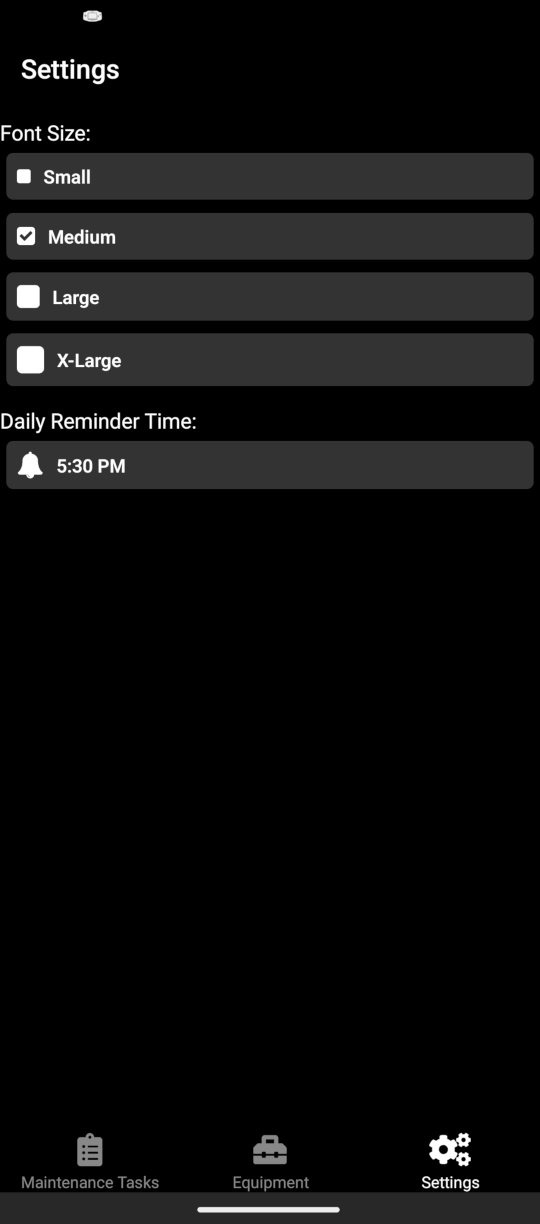 Settings
Font Size:
Small
Medium
Large
X-Large
Daily Reminder Time:
5:30 PM
Maintenance Tasks
Equipment
Settings